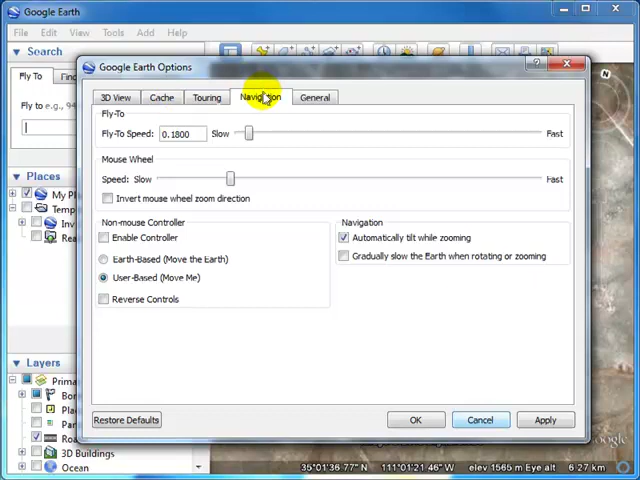 Google Earth
File Edit View Tools Add Help
Search
Fly To
Fly to e.g., 94
Google Earth Options
3D View Cache Touring Navigation General
Fly-To
Fly-To Speed: 0.1800 Slow Fast
Mouse Wheel
Speed: Slow Fast
Invert mouse wheel zoom direction
Non-mouse Controller
Enable Controller
Earth-Based (Move the Earth)
User-Based (Move Me)
Reverse Controls
Navigation
Automatically tilt while zooming
Gradually slow the Earth when rotating or zooming
Restore Defaults OK Cancel Apply
Places
My Pl
Temp
Layers
Prima
Bor
Pla
Par
Ro
3D Buildings
Ocean
35°01'36.77" N 111°01'21.46" W elev 1565 m Eye alt 6.27 km